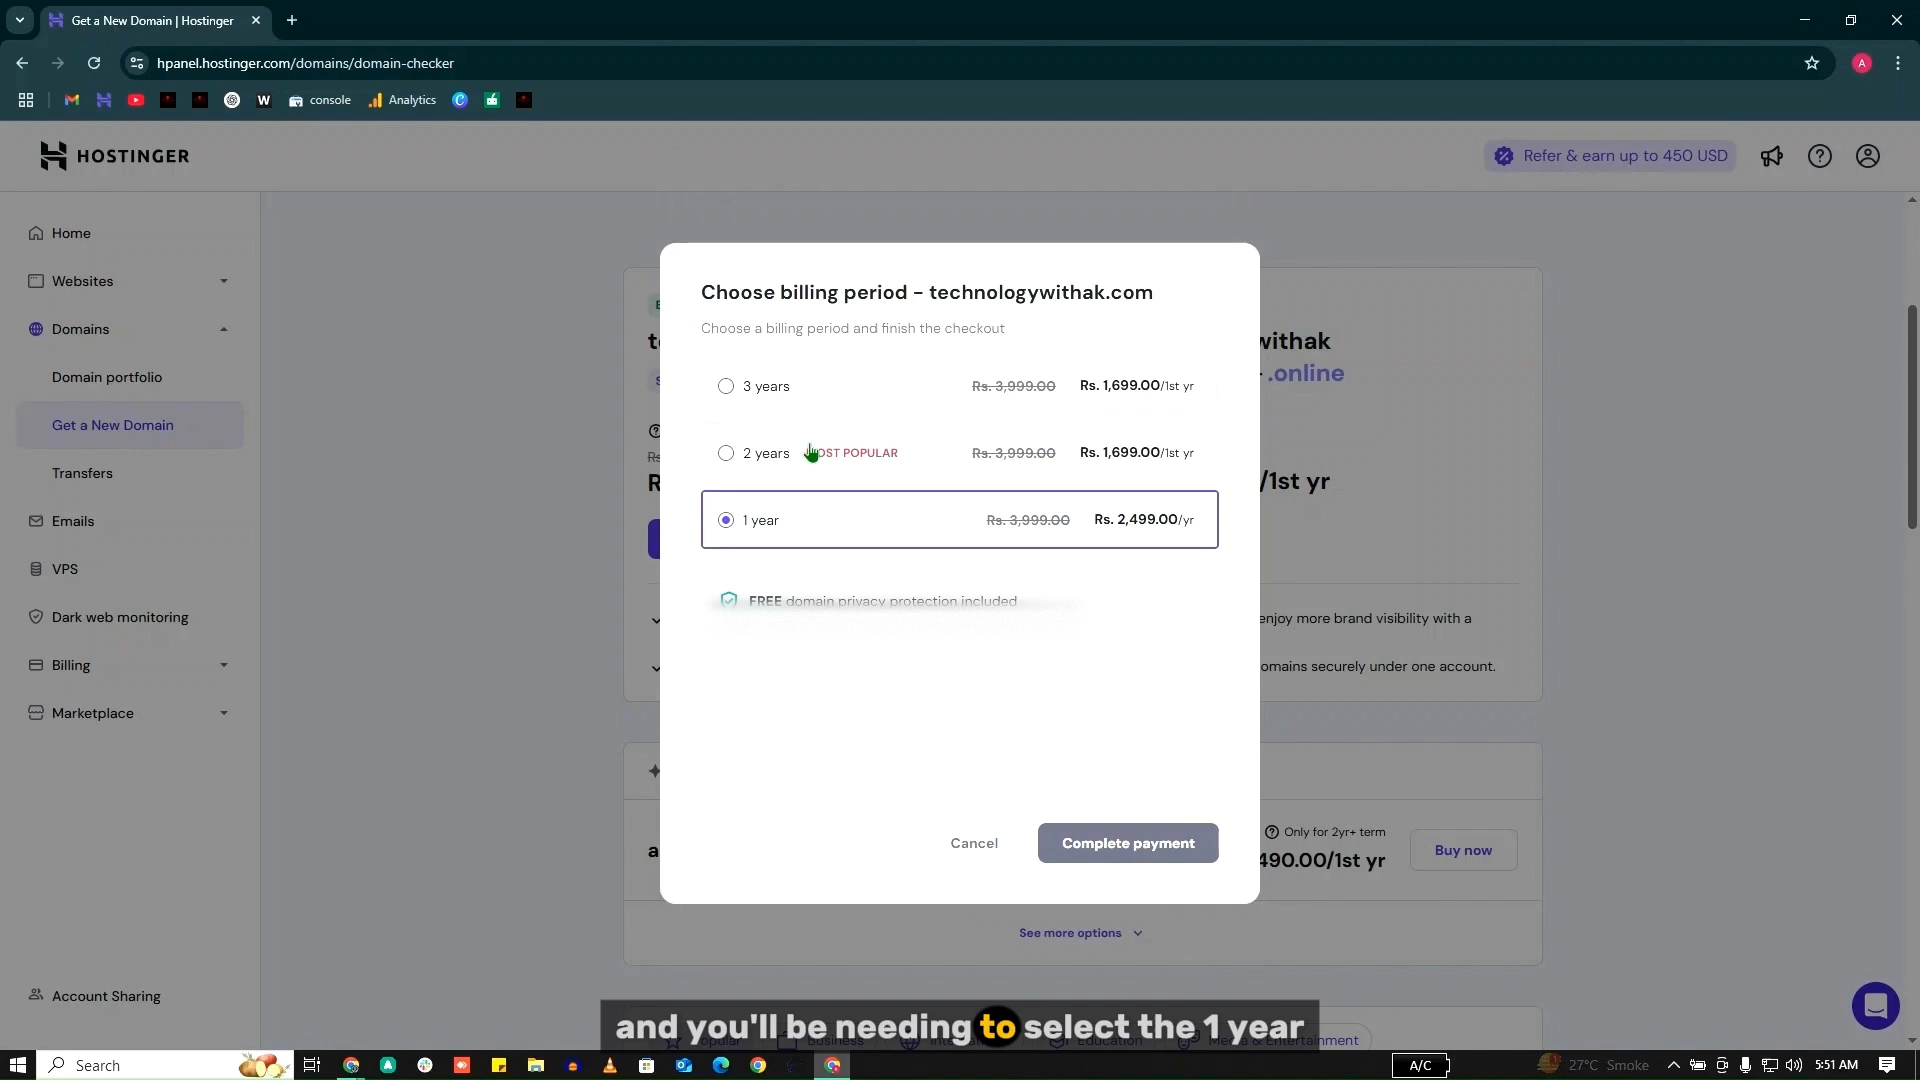 Get a New Domain | Hostinger
hpanel.hostinger.com/domains/domain-checker
A
W
console
Analytics
HOSTINGER
Refer & earn up to 450 USD
Home
Websites
Domains
Domain portfolio
Get a New Domain
Transfers
Emails
VPS
Dark web monitoring
Billing
Marketplace
Account Sharing
Choose billing period - technologywithak.com
Choose a billing period and finish the checkout
3 years Rs. 3,999.00 Rs. 1,699.00/1st yr
2 years OST POPULAR Rs. 3,999.00 Rs. 1,699.00/1st yr
1 year Rs. 3,999.00 Rs. 2,499.00/yr
FREE domain privacy protection included
Cancel Complete payment
withak
.online
/1st yr
enjoy more brand visibility with a
omains securely under one account.
Only for 2yr+ term
490.00/1st yr
Buy now
See more options
Business
Education
& Entertainment
and you'll be needing to select the 1 year
Search
A/C
27°C Smoke
5:51 AM